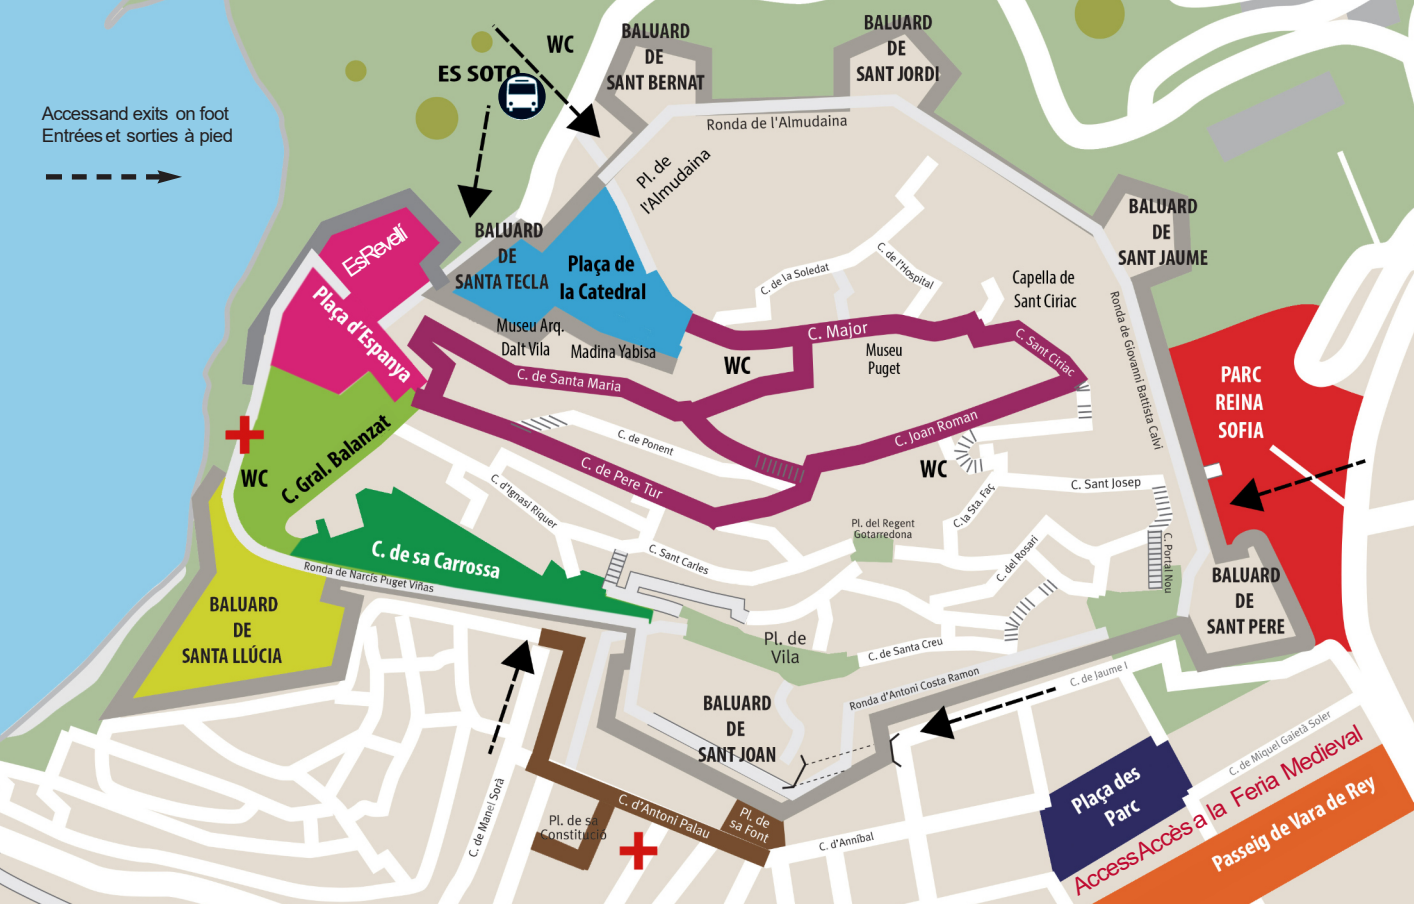 BALUARD
DE
SANT BERNAT
BALUARD
DE
SANT JORDI
WC
ES SOTO
Accessand exits on foot
Entrées et sorties à pied
Ronda de l'Almudaina
Pl. de
l'Almudaina
BALUARD
DE
SANT JAUME
EsRevellí
BALUARD
DE
SANTA TECLA
Plaça de
la Catedral
C. de la Soledat
C. de l'Hospital
Capella de
Sant Ciriac
Plaça d'Espanya
Museu Arq.
Dalt Vila
Madina Yabisa
C. Major
C. Sant Ciriac
Ronda de Giovanni Battista Calvi
WC
Museu
Puget
C. de Santa Maria
PARC
REINA
SOFIA
C. Joan Roman
C. de Ponent
C. Gral. Balanzat
WC
C. de Pere Tur
WC
C. Sant Josep
C. d'Ignasi Riquer
C. la Sta. Faç
Pl. del Regent
Gotarredona
C. de sa Carrossa
C. Sant Carles
C. del Rosari
C. Portal Nou
Ronda de Narcís Puget Viñas
BALUARD
DE
SANTA LLÚCIA
BALUARD
DE
SANT PERE
Pl. de
Vila
C. de Santa Creu
Ronda d'Antoni Costa Ramon
C. de Jaume I
BALUARD
DE
SANT JOAN
C. de Miquel Gaietà Soler
Plaça des
Parc
AccessAccès a la Feria Medieval
Passeig de Vara de Rey
C. de Manel Sorà
Pl. de sa
Constitució
C. d'Antoni Palau
Pl. de
sa Font
C. d'Anníbal